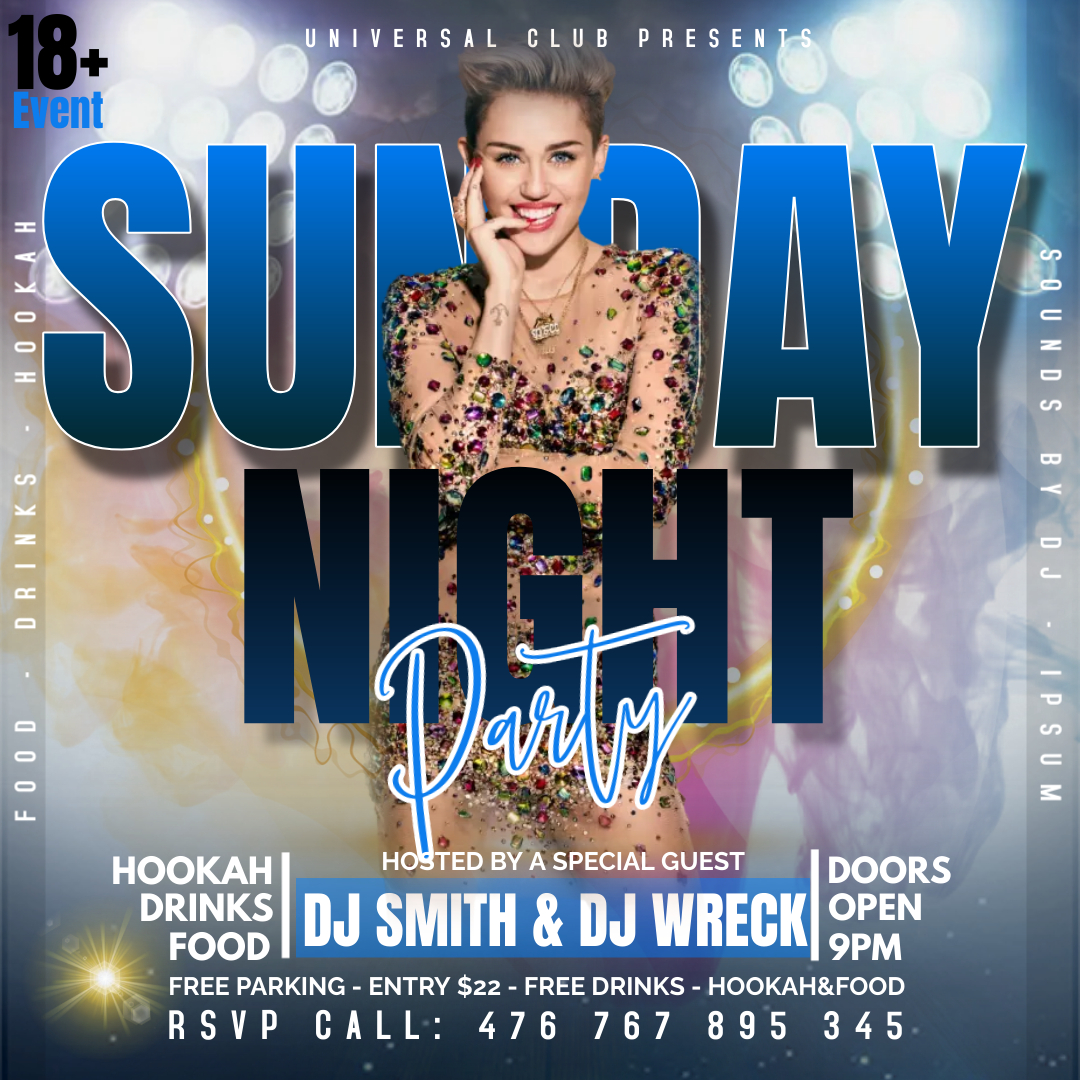 UNIVERSAL CLUB PRESENTS
18+
Event
SUNDAY
NIGHT
Party
FOOD - DRINKS - HOOKAH
SOUNDS BY DJ - IPSUM
HOSTED BY A SPECIAL GUEST
HOOKAH
DRINKS
FOOD
DJ SMITH & DJ WRECK
DOORS
OPEN
9PM
FREE PARKING - ENTRY $22 - FREE DRINKS - HOOKAH&FOOD
RSVP CALL: 476 767 895 345